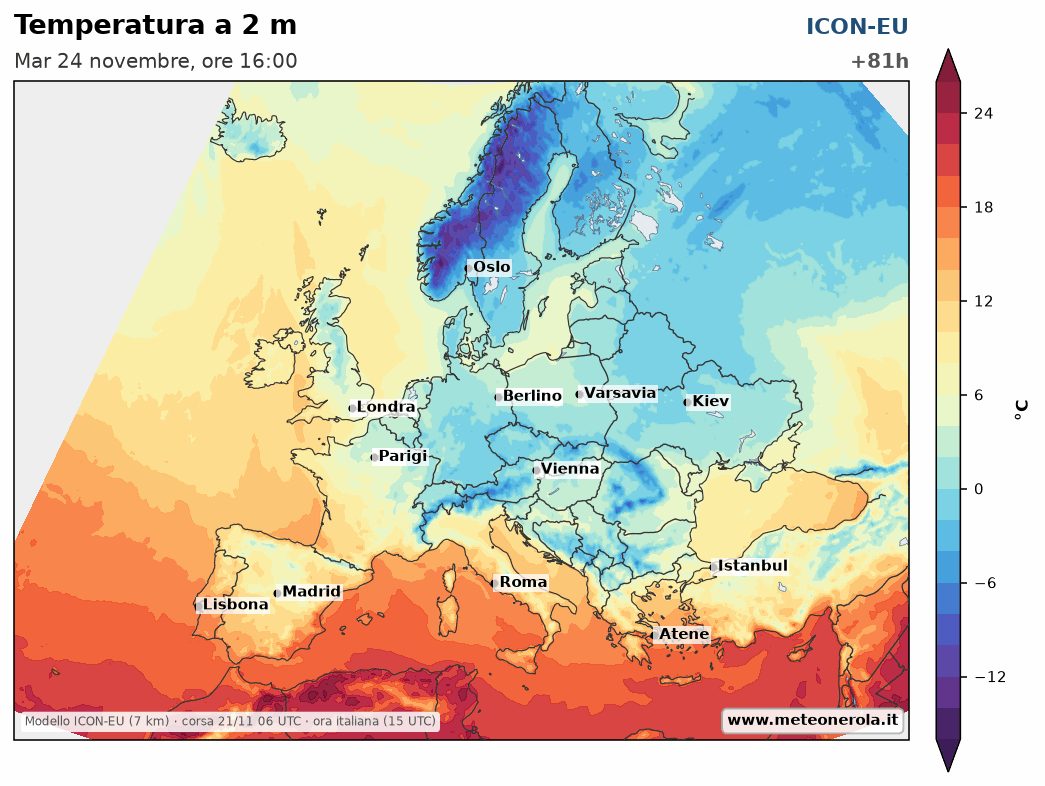 Temperatura a 2 m
ICON-EU
Mar 24 novembre, ore 16:00
+81h
24
18
12
6
0
−6
−12
°C
Oslo
Berlino
Varsavia
Kiev
Londra
Parigi
Vienna
Istanbul
Roma
Madrid
Lisbona
Atene
Modello ICON-EU (7 km) · corsa 21/11 06 UTC · ora italiana (15 UTC)
www.meteonerola.it